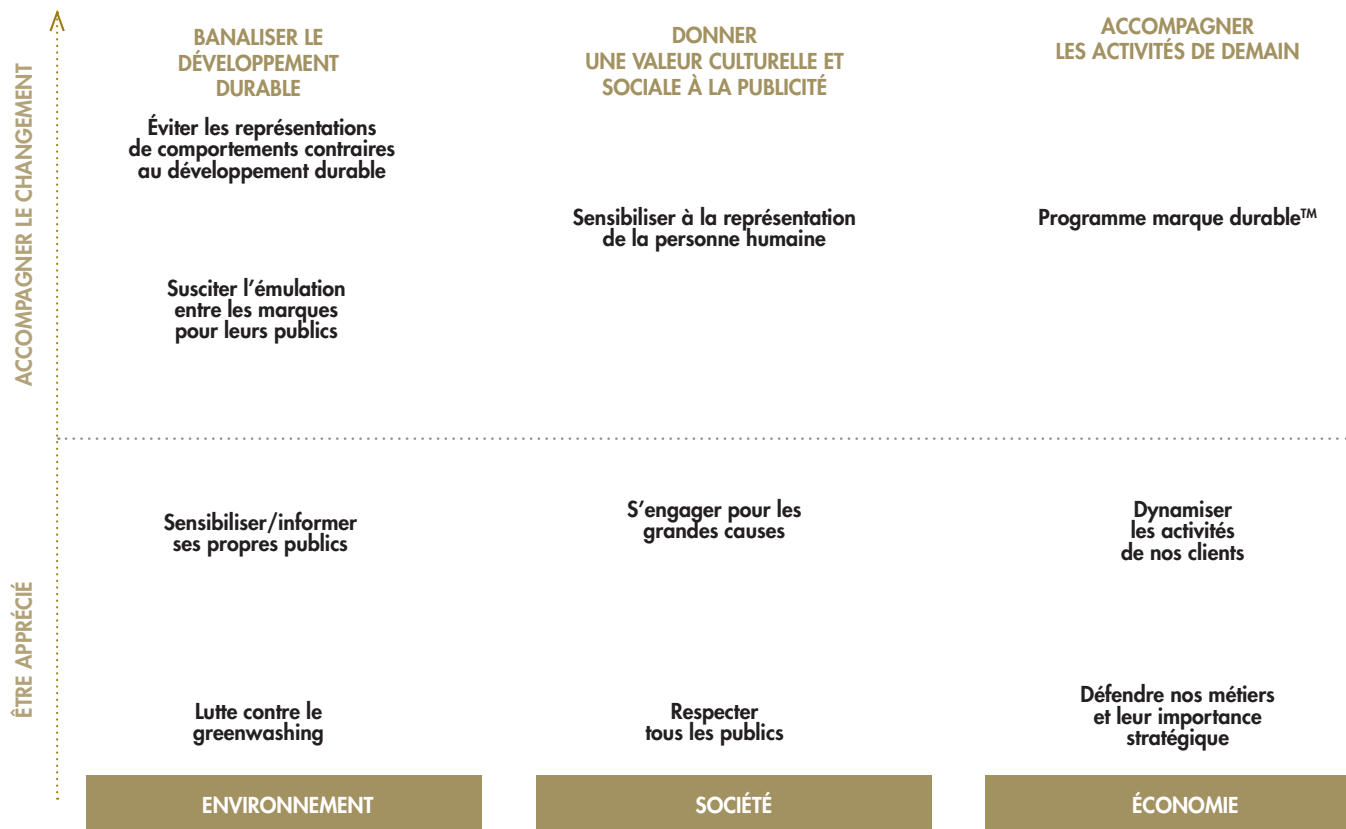 ACCOMPAGNER LE CHANGEMENT
ÊTRE APPRÉCIÉ
BANALISER LE
DÉVELOPPEMENT
DURABLE
Éviter les représentations
de comportements contraires
au développement durable
Susciter l'émulation
entre les marques
pour leurs publics
Sensibiliser/informer
ses propres publics
Lutte contre le
greenwashing
ENVIRONNEMENT
DONNER
UNE VALEUR CULTURELLE ET
SOCIALE À LA PUBLICITÉ
Sensibiliser à la représentation
de la personne humaine
S'engager pour les
grandes causes
Respecter
tous les publics
SOCIÉTÉ
ACCOMPAGNER
LES ACTIVITÉS DE DEMAIN
Programme marque durable™
Dynamiser
les activités
de nos clients
Défendre nos métiers
et leur importance
stratégique
ÉCONOMIE